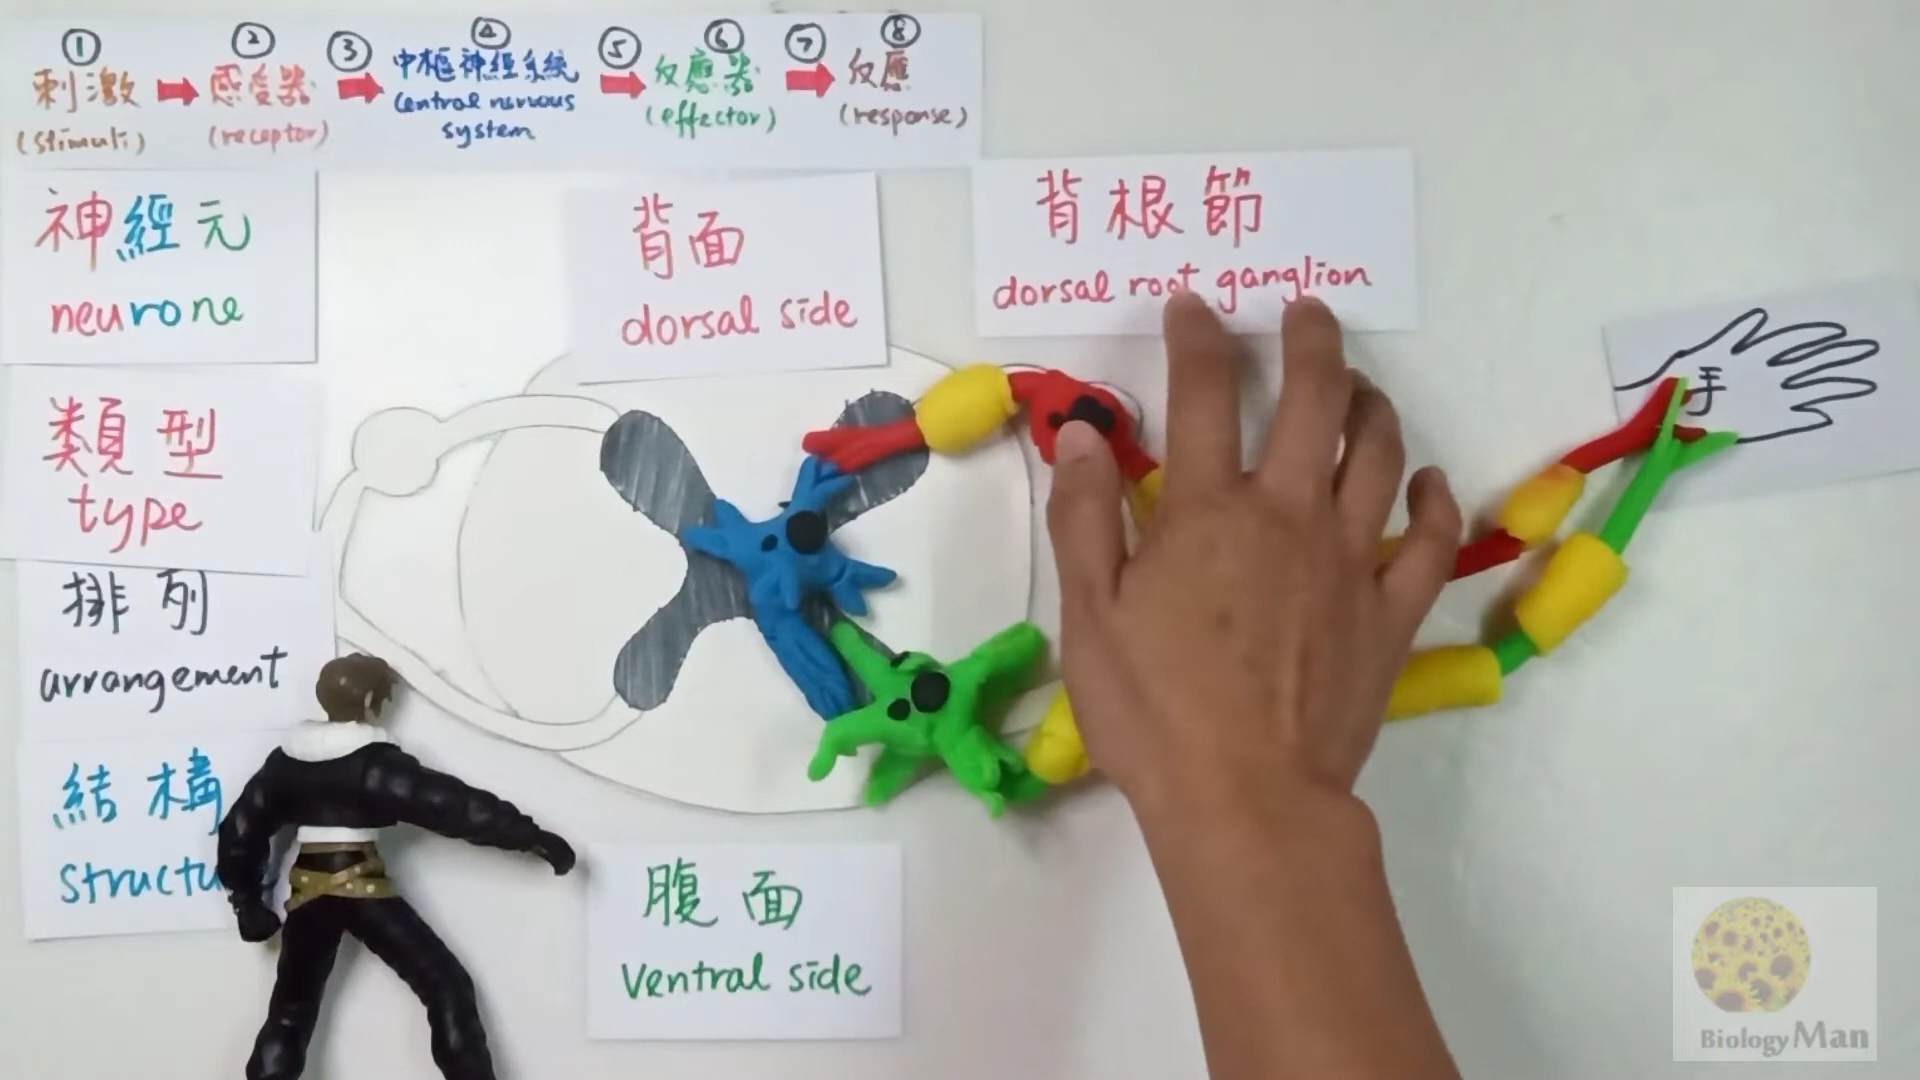 ① ② ③ ④ ⑤ ⑥ ⑦ ⑧
刺激 感受器 中樞神經系統 反應器 反應
(stimuli) (receptor) central nervous system (effector) (response)
神經元
neurone
背面
dorsal side
背根節
dorsal root ganglion
類型
type
手
排列
arrangement
結構
structu
腹面
ventral side
Biology Man